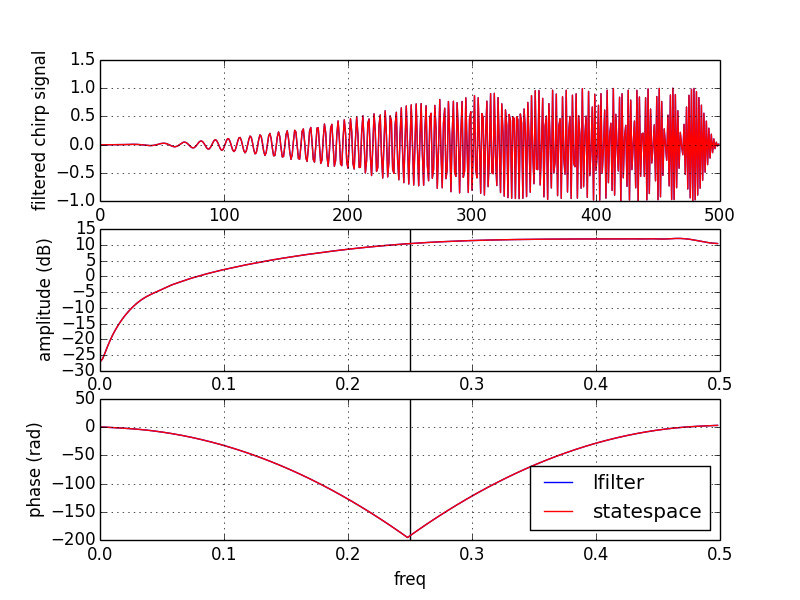 filtered chirp signal
1.5
1.0
0.5
0.0
−0.5
−1.0
0 100 200 300 400 500
amplitude (dB)
15
10
5
0
−5
−10
−15
−20
−25
−30
0.0 0.1 0.2 0.3 0.4 0.5
phase (rad)
50
0
−50
−100
−150
−200
0.0 0.1 0.2 0.3 0.4 0.5
lfilter
statespace
freq